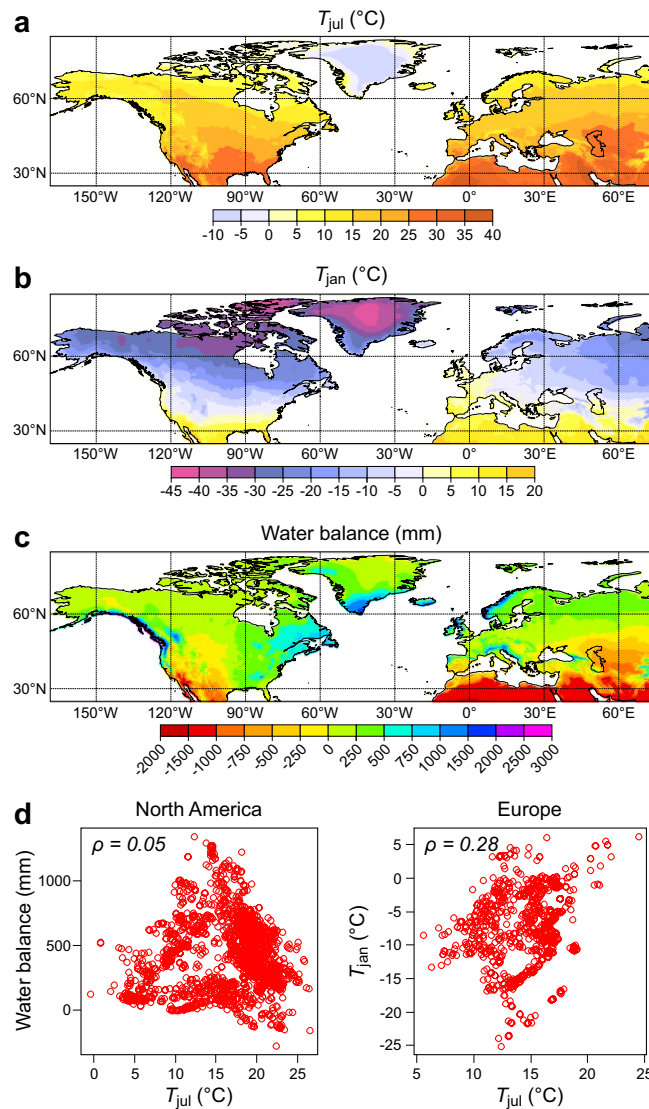 a
T_jul (°C)
60°N
30°N
150°W 120°W 90°W 60°W 30°W 0°E 30°E 60°E
-10 -5 0 5 10 15 20 25 30 35 40
b
T_jan (°C)
60°N
30°N
150°W 120°W 90°W 60°W 30°W 0°E 30°E 60°E
-45 -40 -35 -30 -25 -20 -15 -10 -5 0 5 10 15 20
c
Water balance (mm)
60°N
30°N
150°W 120°W 90°W 60°W 30°W 0°E 30°E 60°E
-2000 -1500 -1000 -750 -500 -250 0 250 500 750 1000 1500 2000 2500 3000
d
North America
ρ = 0.05
Water balance (mm)
1000
500
0
0 5 10 15 20 25
T_jul (°C)
Europe
ρ = 0.28
T_jan (°C)
5
0
-5
-10
-15
-20
-25
5 10 15 20 25
T_jul (°C)